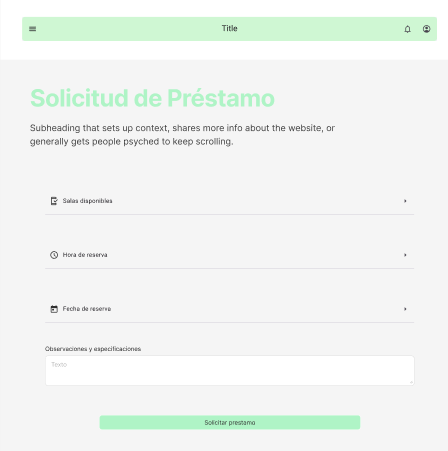 Title
Solicitud de Préstamo
Subheading that sets up context, shares more info about the website, or
generally gets people psyched to keep scrolling.
Salas disponibles
Hora de reserva
Fecha de reserva
Observaciones y especificaciones
Texto
Solicitar prestamo